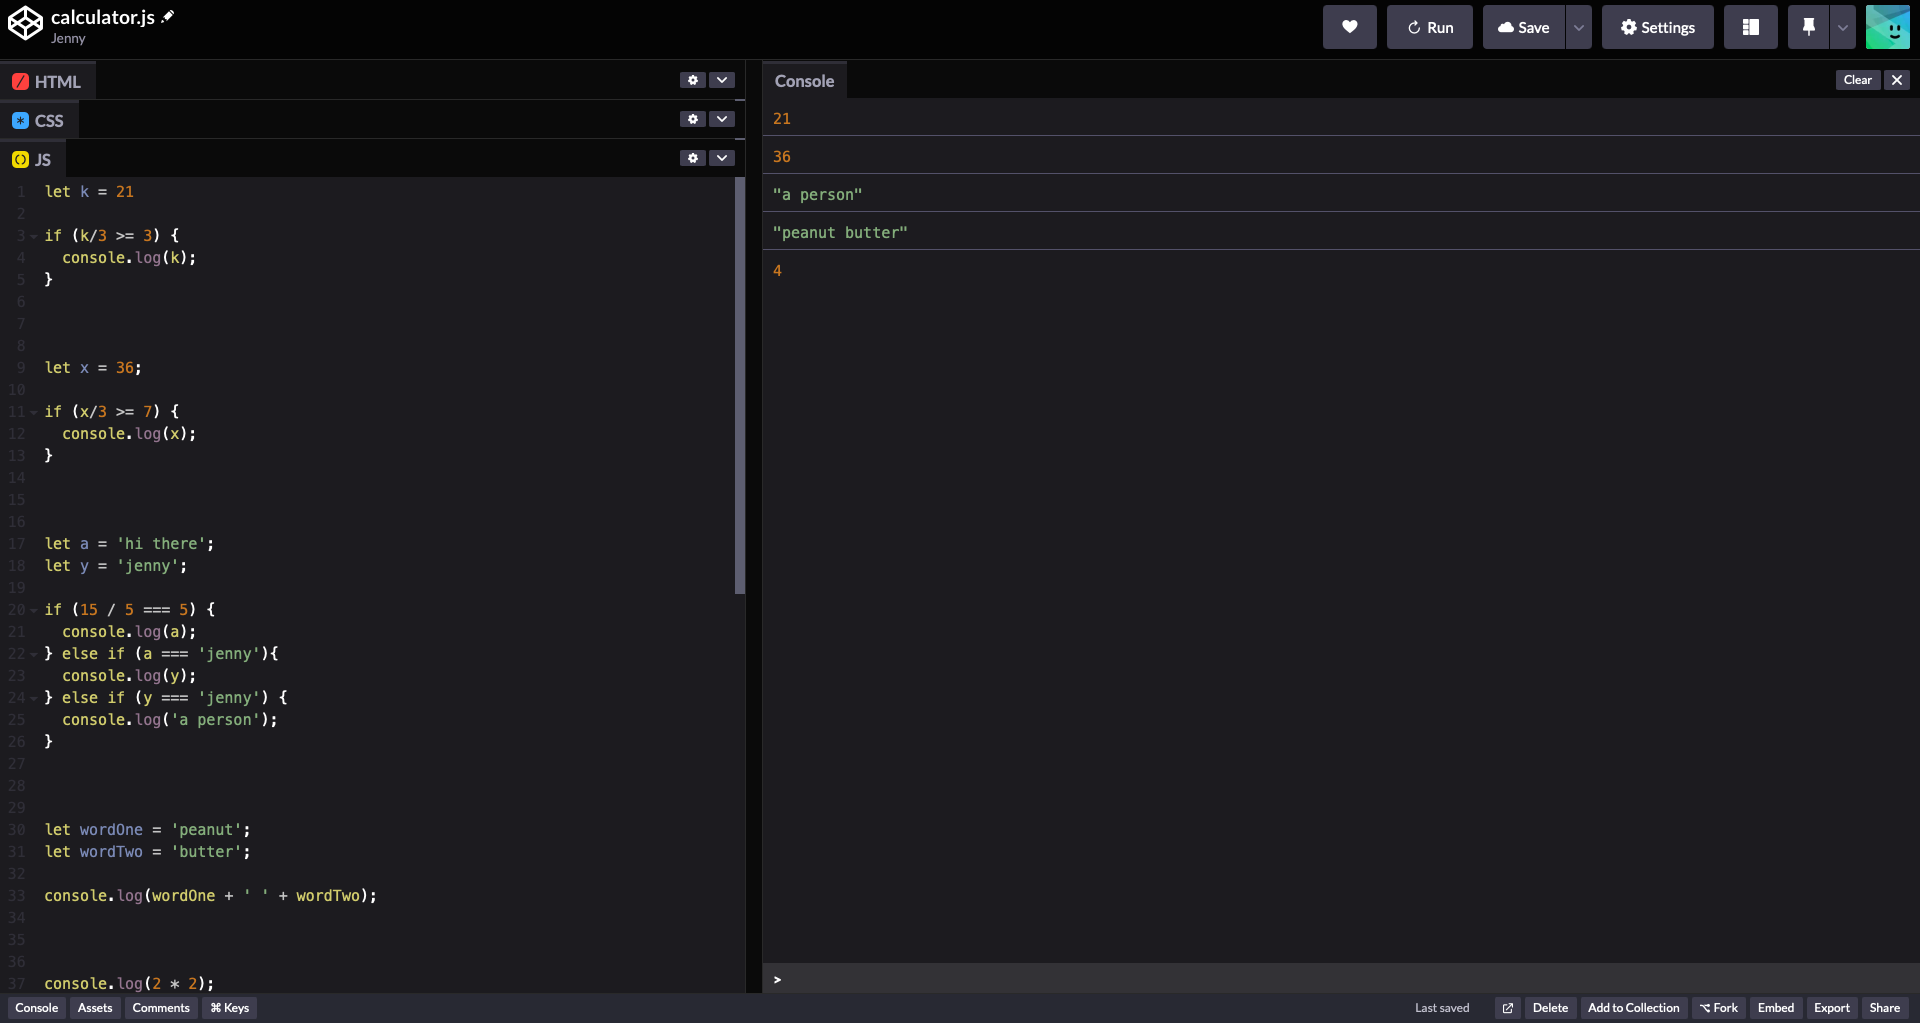 calculator.js
Jenny
Run
Save
Settings
HTML
CSS
JS
1 let k = 21
2
3 if (k/3 >= 3) {
4   console.log(k);
5 }
6
7
8
9 let x = 36;
10
11 if (x/3 >= 7) {
12   console.log(x);
13 }
14
15
16
17 let a = 'hi there';
18 let y = 'jenny';
19
20 if (15 / 5 === 5) {
21   console.log(a);
22 } else if (a === 'jenny'){
23   console.log(y);
24 } else if (y === 'jenny') {
25   console.log('a person');
26 }
27
28
29
30 let wordOne = 'peanut';
31 let wordTwo = 'butter';
32
33 console.log(wordOne + ' ' + wordTwo);
34
35
36
37 console.log(2 * 2);
Console
Clear
21
36
"a person"
"peanut butter"
4
>
Console Assets Comments ⌘ Keys
Last saved Delete Add to Collection ⌥ Fork Embed Export Share